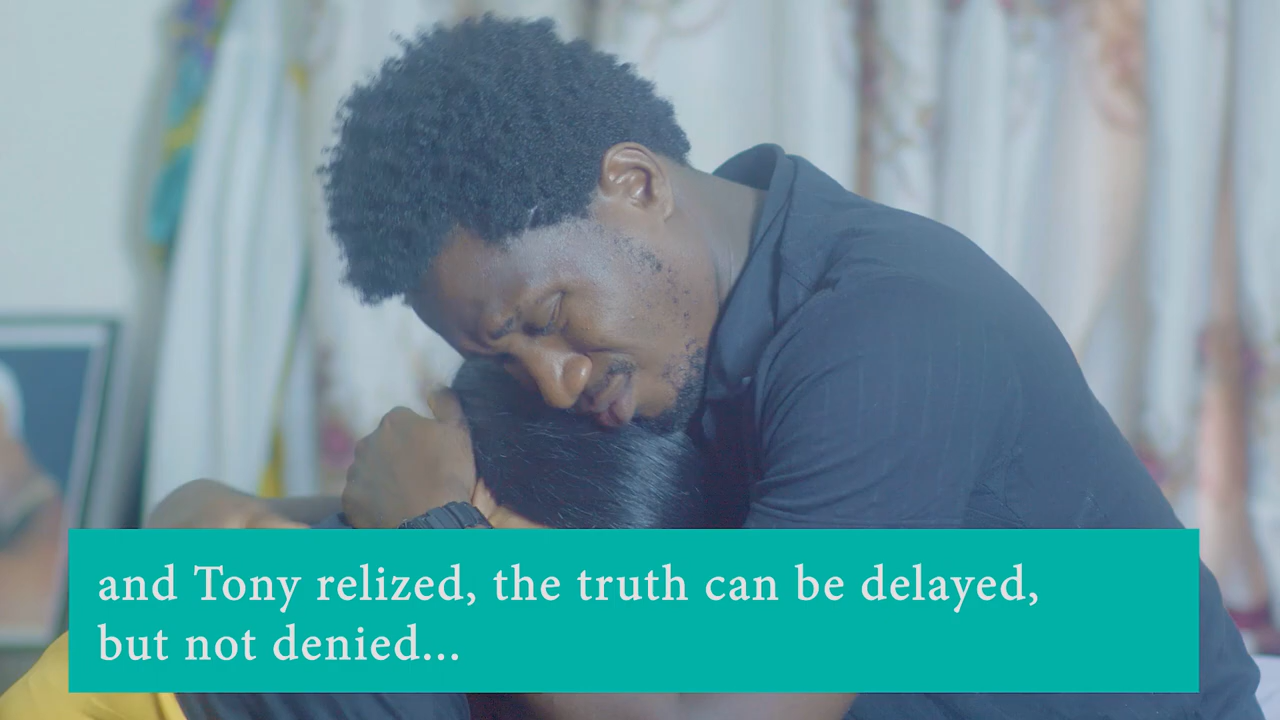 and Tony relized, the truth can be delayed,
but not denied...